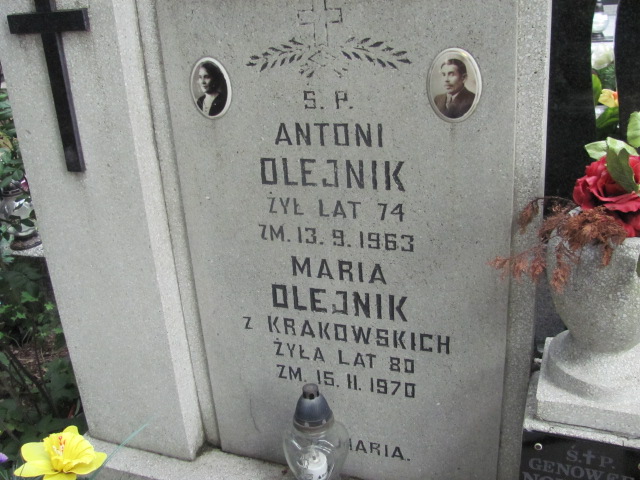 Ś. P.
ANTONI
OLEJNIK
ŻYŁ LAT 74
ZM. 13. 9. 1963
MARIA
OLEJNIK
Z KRAKOWSKICH
ŻYŁA LAT 80
ZM. 15. 11. 1970
MARIA.
Ś.†P.
GENOWEF